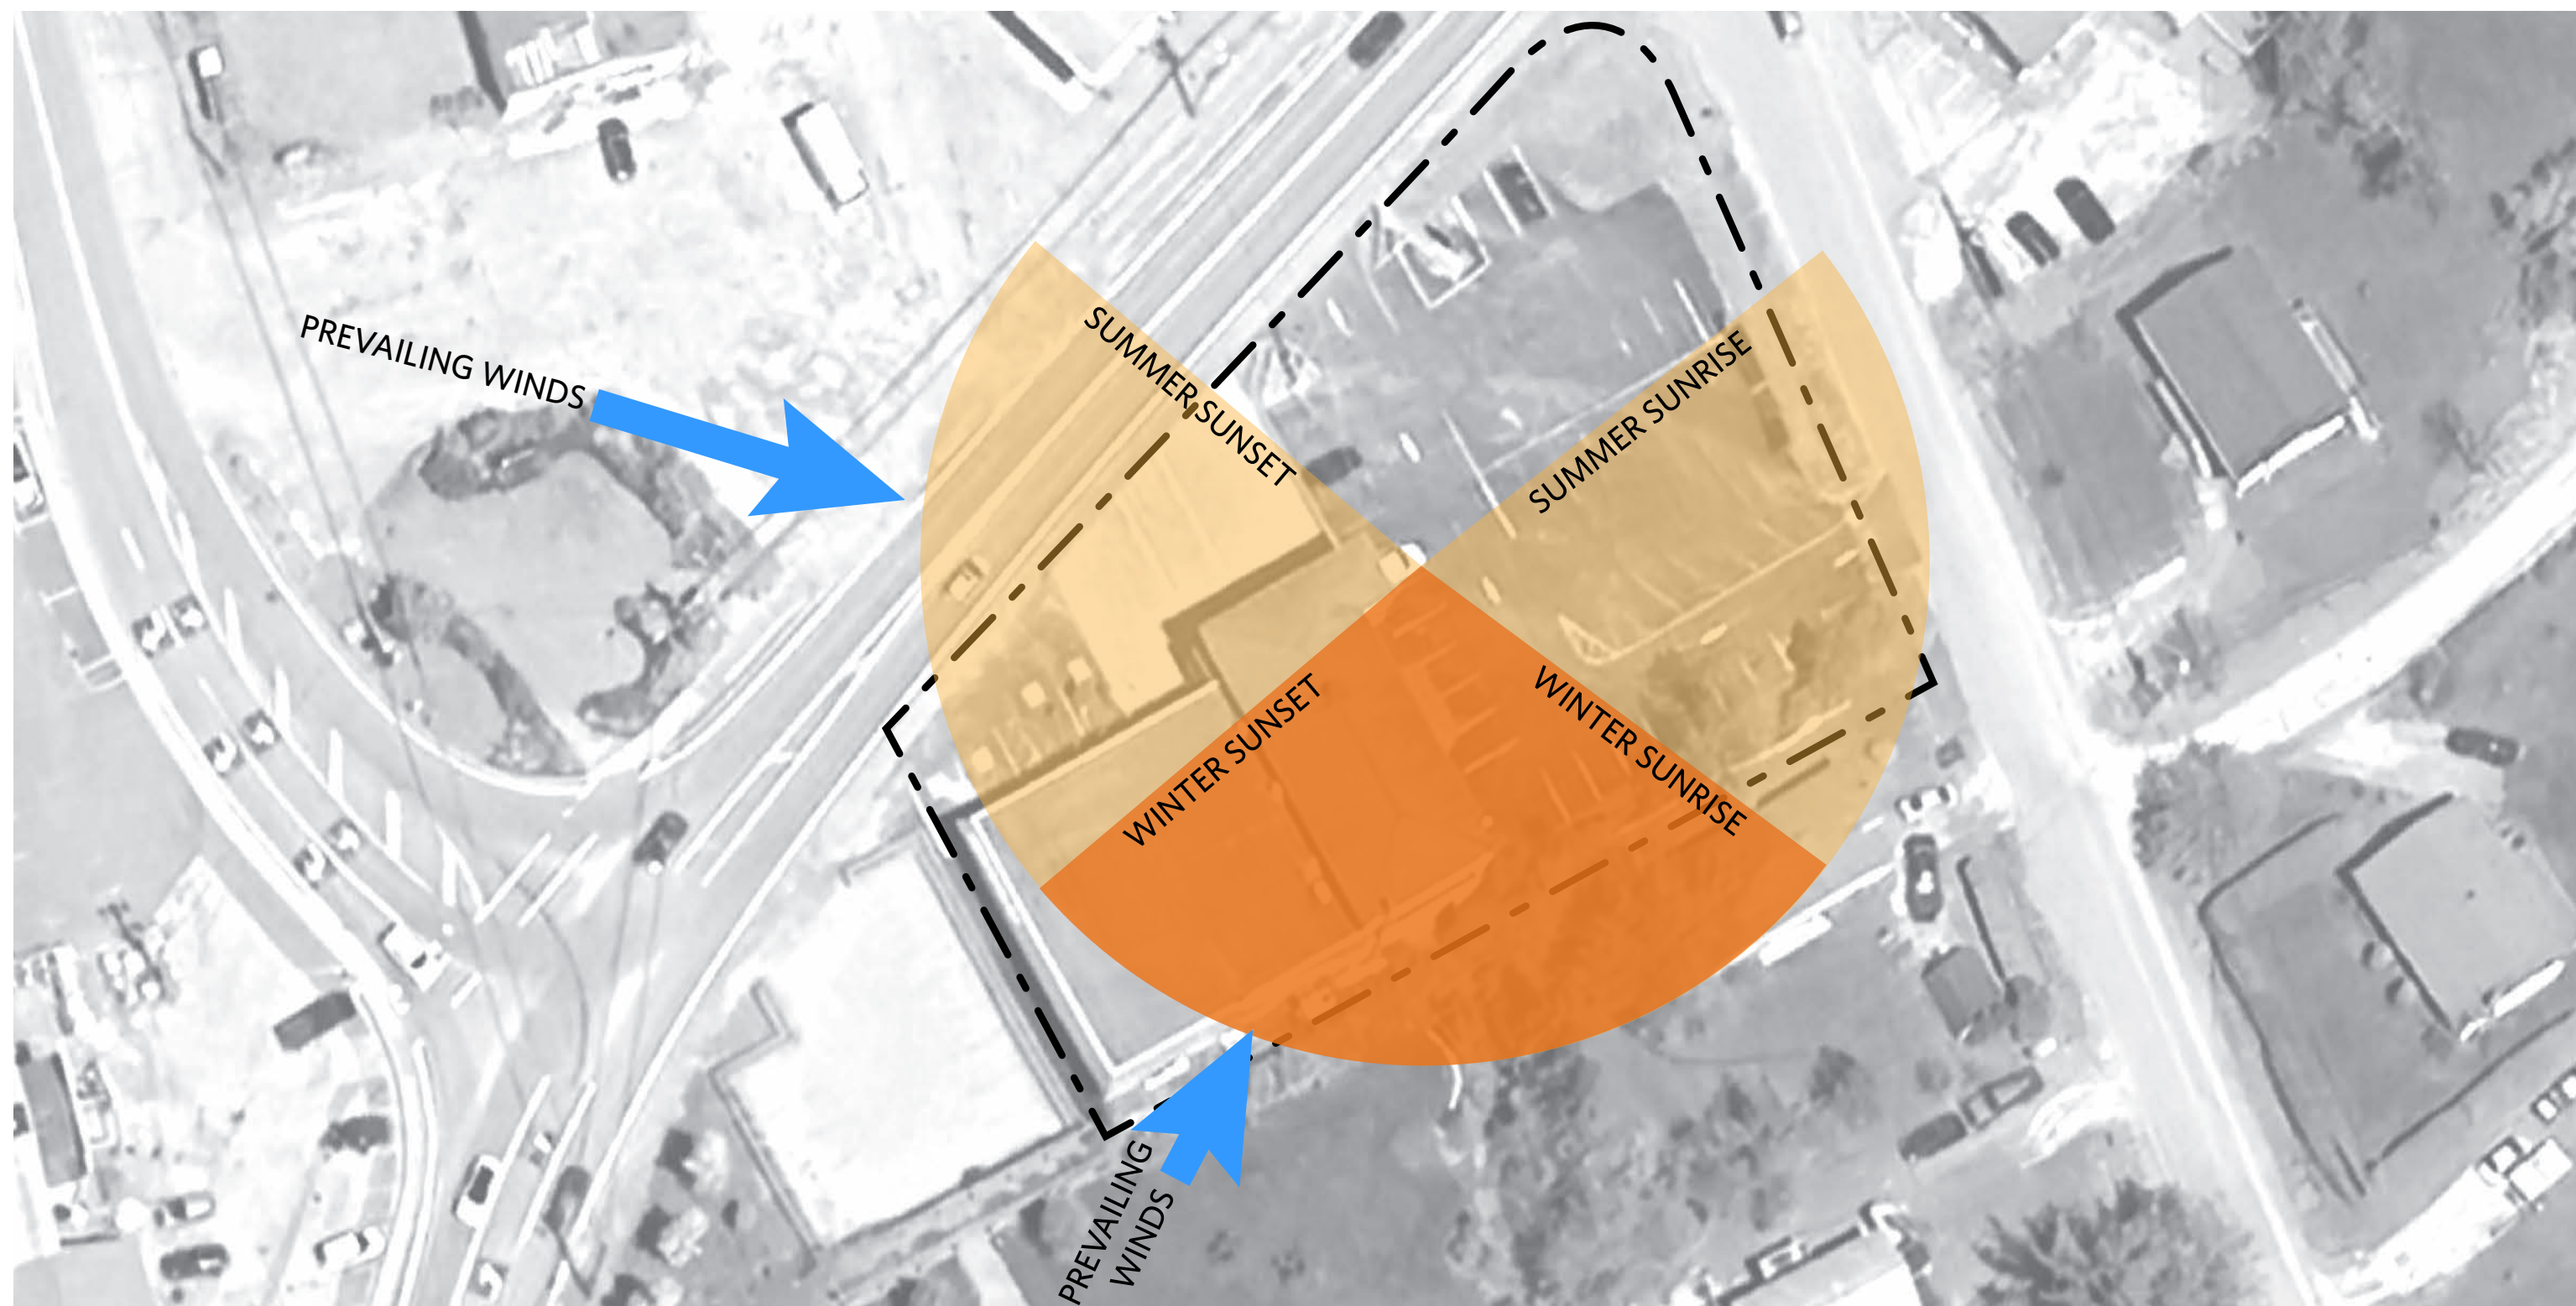 PREVAILING WINDS
SUMMER SUNSET
SUMMER SUNRISE
WINTER SUNSET
WINTER SUNRISE
PREVAILING
WINDS